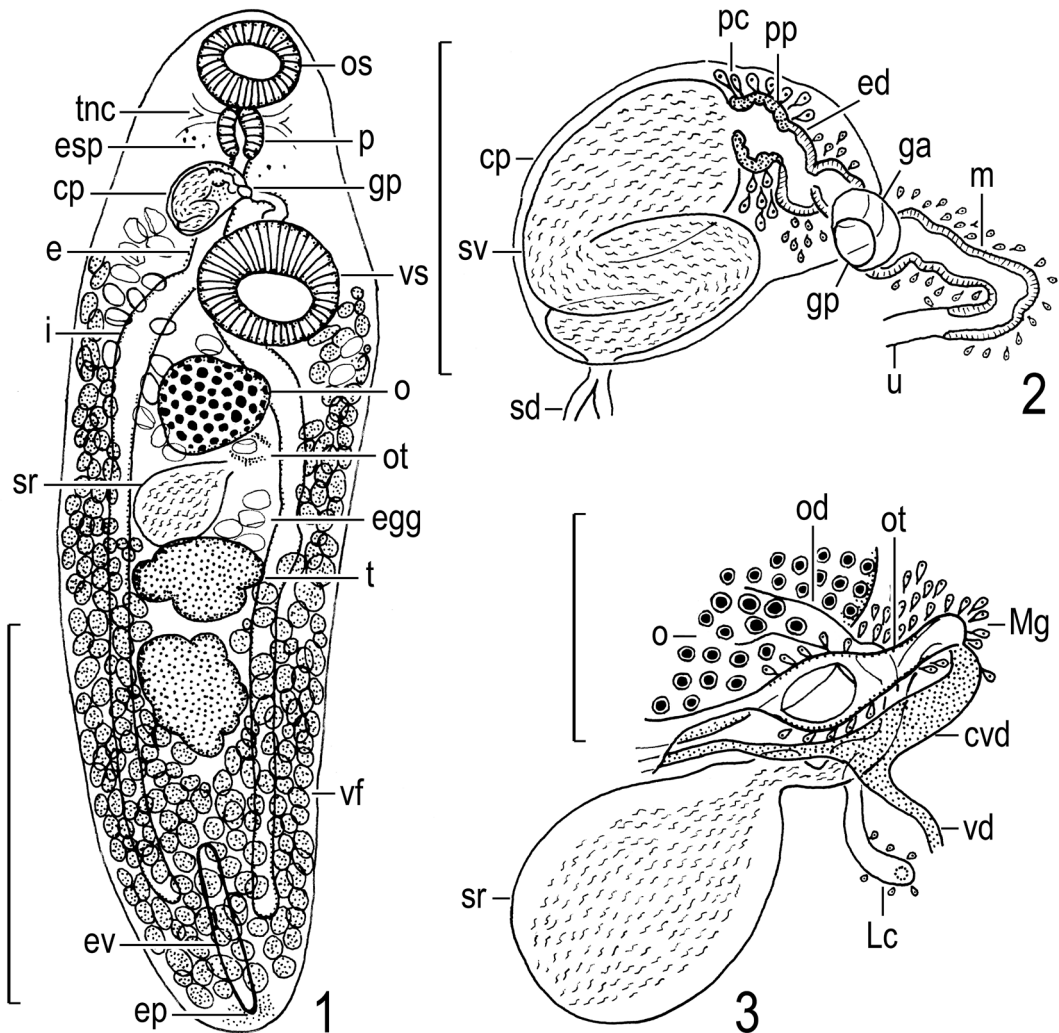 os
tnc
esp
p
cp
gp
e
vs
i
o
ot
sr
egg
t
vf
ev
ep
1
pc
pp
ed
cp
ga
m
sv
gp
u
sd
2
od
ot
o
Mg
cvd
vd
sr
Lc
3